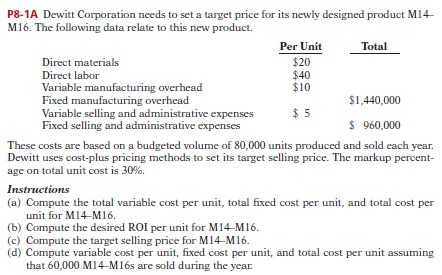 P8-1A Dewitt Corporation needs to set a target price for its newly designed product M14–
M16. The following data relate to this new product.
Per Unit Total
Direct materials $20
Direct labor $40
Variable manufacturing overhead $10
Fixed manufacturing overhead $1,440,000
Variable selling and administrative expenses $ 5
Fixed selling and administrative expenses $ 960,000
These costs are based on a budgeted volume of 80,000 units produced and sold each year.
Dewitt uses cost-plus pricing methods to set its target selling price. The markup percent-
age on total unit cost is 30%.
Instructions
(a) Compute the total variable cost per unit, total fixed cost per unit, and total cost per
unit for M14–M16.
(b) Compute the desired ROI per unit for M14–M16.
(c) Compute the target selling price for M14–M16.
(d) Compute variable cost per unit, fixed cost per unit, and total cost per unit assuming
that 60,000 M14–M16s are sold during the year.